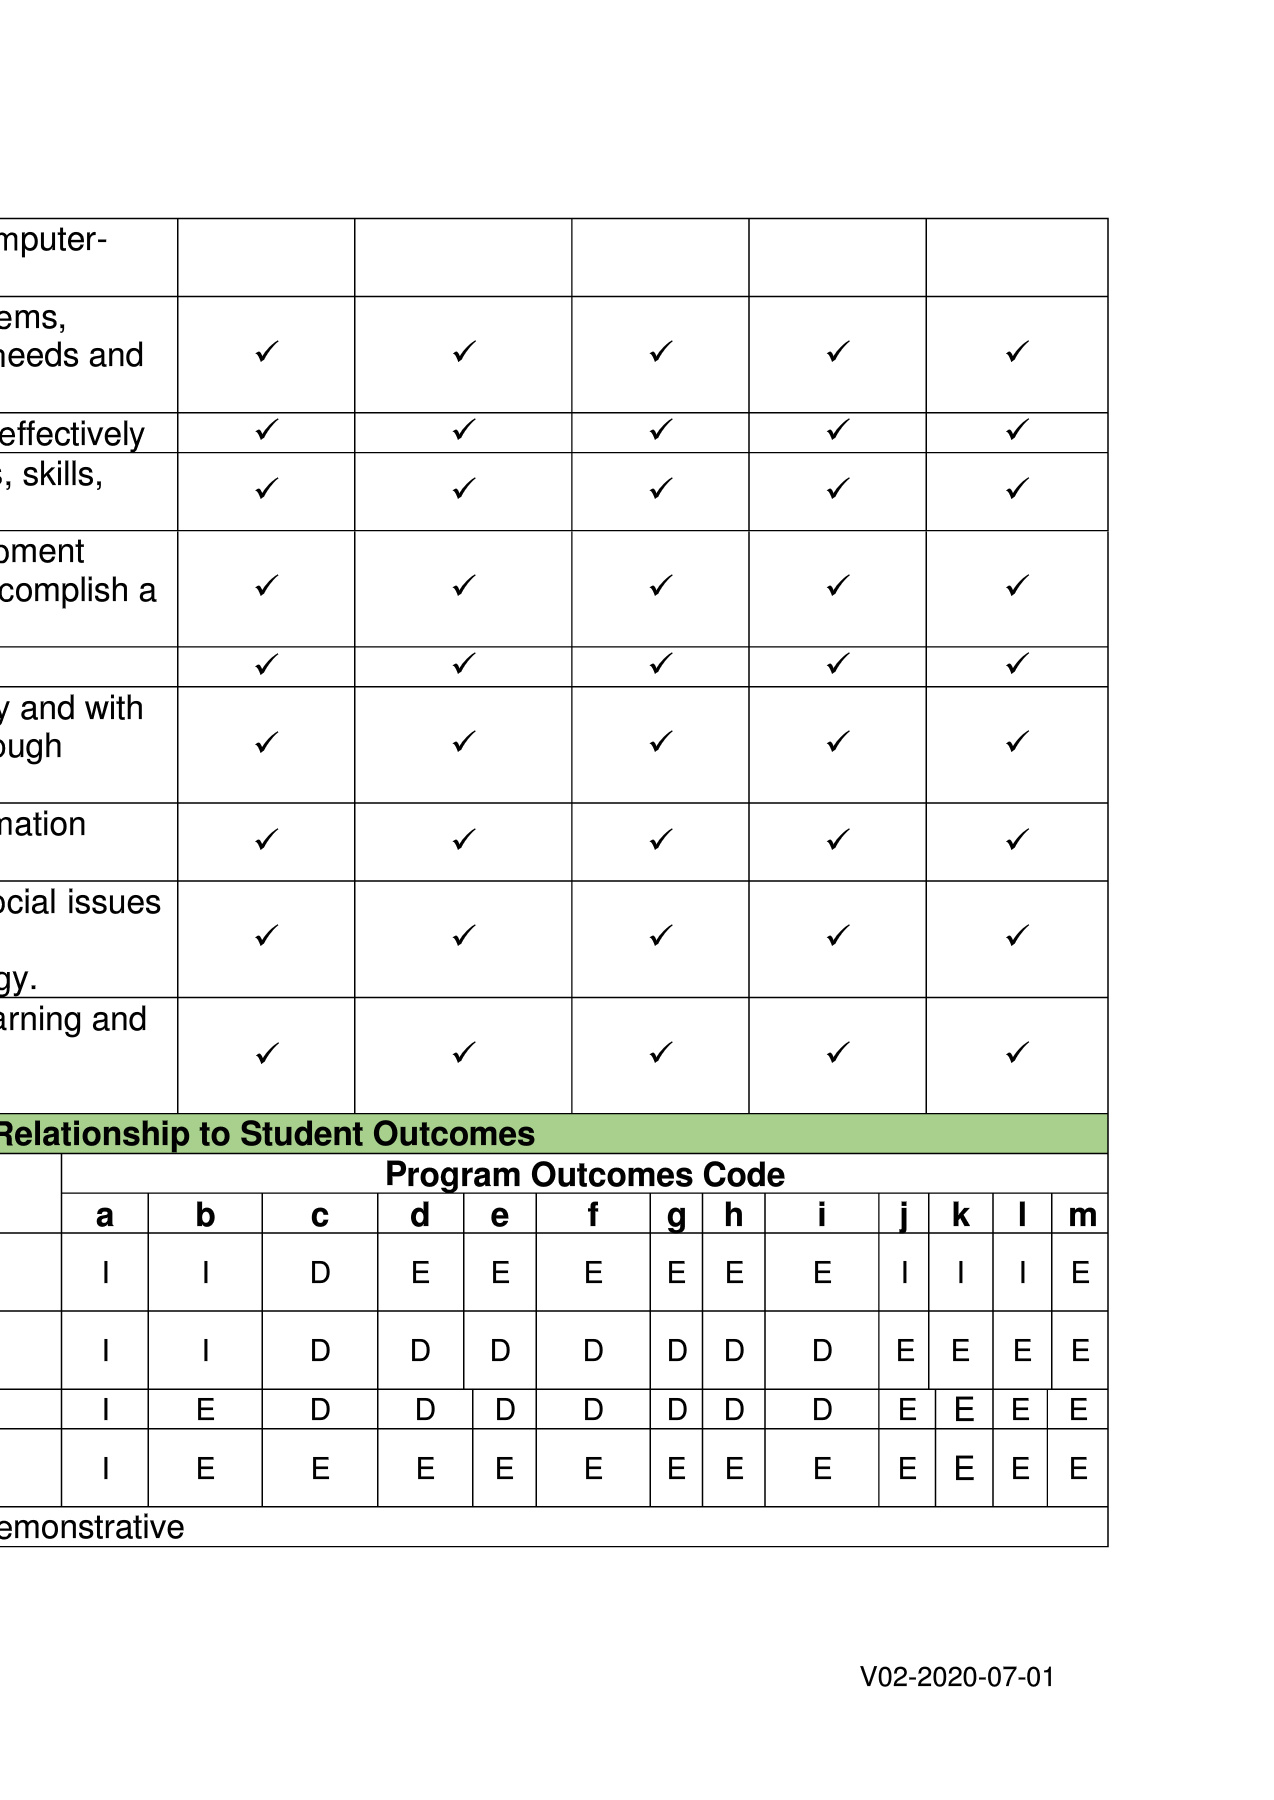 mputer-
ems,
needs and
✓ ✓ ✓ ✓ ✓
effectively ✓ ✓ ✓ ✓ ✓
, skills,
✓ ✓ ✓ ✓ ✓
oment
complish a
✓ ✓ ✓ ✓ ✓
✓ ✓ ✓ ✓ ✓
y and with
ough
✓ ✓ ✓ ✓ ✓
mation
✓ ✓ ✓ ✓ ✓
ocial issues
✓ ✓ ✓ ✓ ✓
gy.
arning and
✓ ✓ ✓ ✓ ✓
Relationship to Student Outcomes
Program Outcomes Code
a b c d e f g h i j k l m
I I D E E E E E E I I I E
I I D D D D D D D E E E E
I E D D D D D D D E E E E
I E E E E E E E E E E E E
emonstrative
V02-2020-07-01